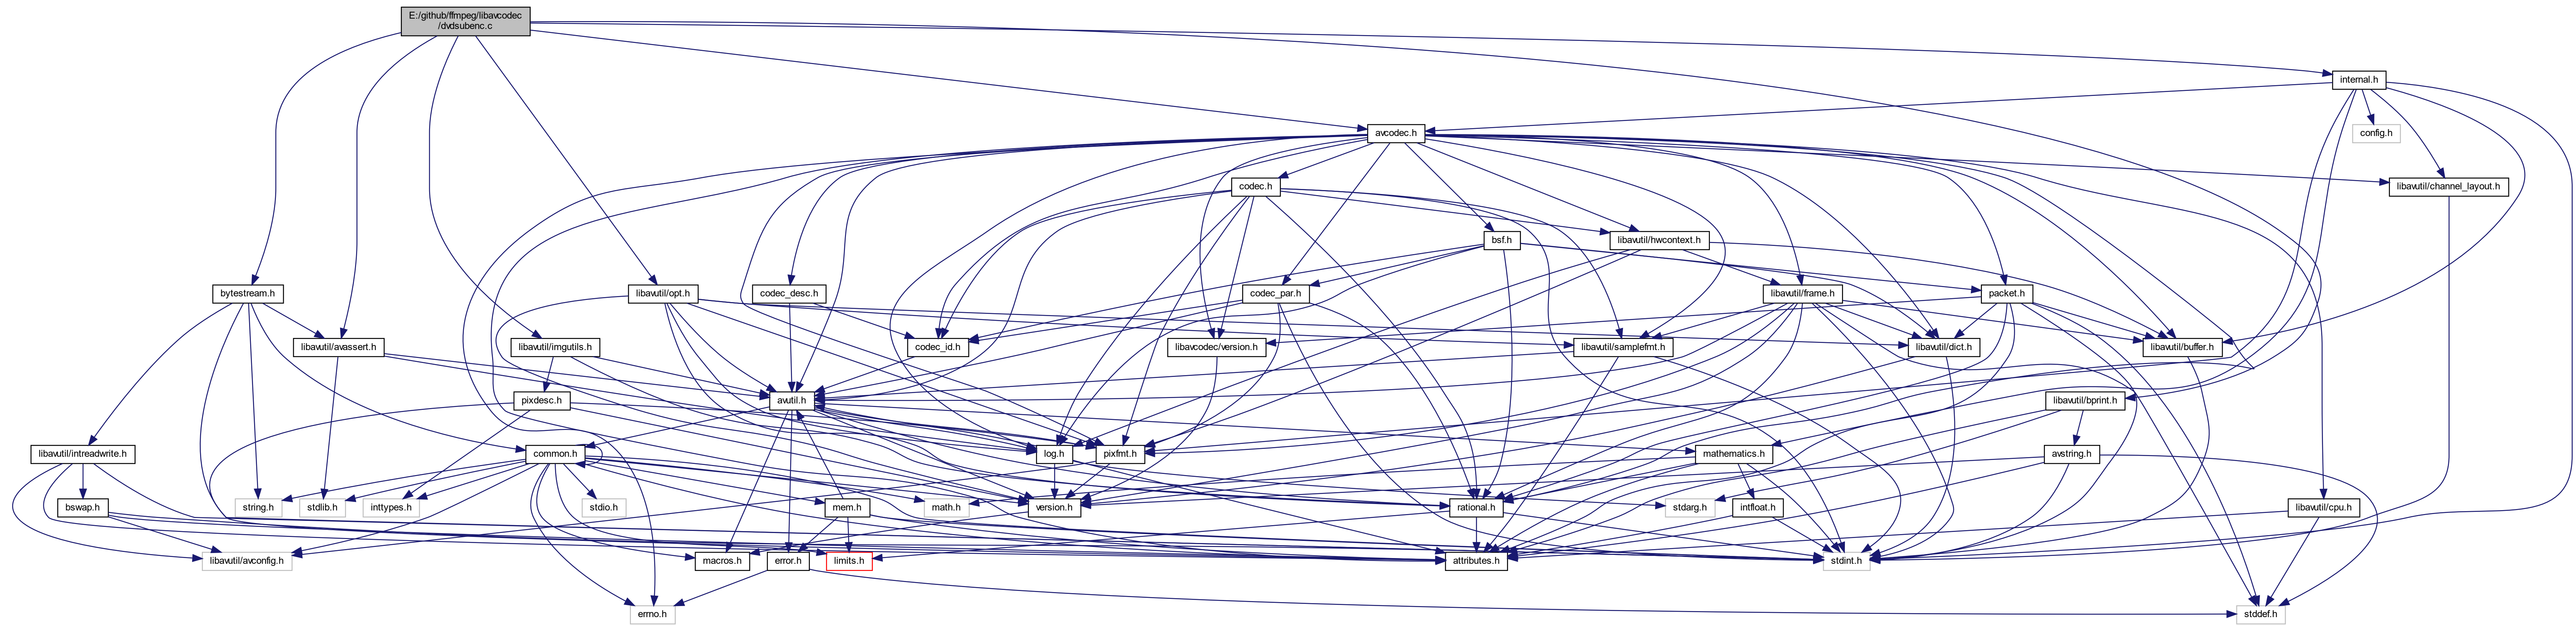 E:/github/ffmpeg/libavcodec
/dvdsubenc.c
internal.h
avcodec.h
config.h
codec.h
libavutil/channel_layout.h
bsf.h
libavutil/hwcontext.h
bytestream.h
libavutil/opt.h
codec_desc.h
codec_par.h
libavutil/frame.h
packet.h
libavutil/avassert.h
libavutil/imgutils.h
codec_id.h
libavcodec/version.h
libavutil/samplefmt.h
libavutil/dict.h
libavutil/buffer.h
pixdesc.h
avutil.h
libavutil/bprint.h
libavutil/intreadwrite.h
common.h
log.h
pixfmt.h
mathematics.h
avstring.h
bswap.h
string.h
stdlib.h
inttypes.h
stdio.h
mem.h
math.h
version.h
rational.h
stdarg.h
intfloat.h
libavutil/cpu.h
libavutil/avconfig.h
macros.h
error.h
limits.h
attributes.h
stdint.h
errno.h
stddef.h